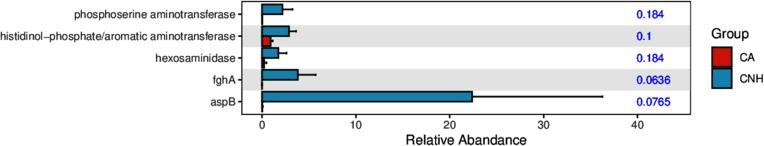 phosphoserine aminotransferase
0.184
histidinol-phosphate/aromatic aminotransferase
0.1
hexosaminidase
0.184
fghA
0.0636
aspB
0.0765
0 10 20 30 40
Relative Abandance
Group
CA
CNH